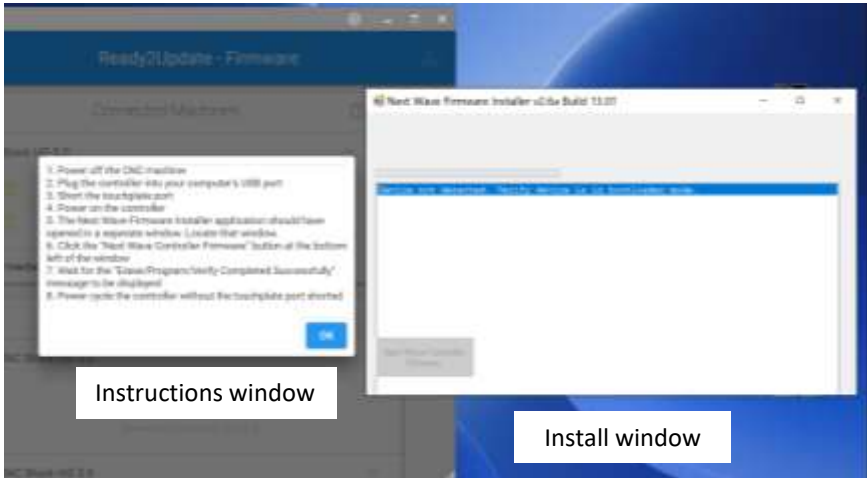 Ready2Update - Firmware
Connected Machines
1. Power off the CNC machine
2. Plug the controller into your computer's USB port
3. Short the touchplate port
4. Power on the controller
5. The Next Wave Firmware Installer application should have
opened in a separate window. Locate that window.
6. Click the "Next Wave Controller Firmware" button at the bottom
left of the window
7. Wait for the "Erase/Program/Verify Completed Successfully"
message to be displayed
8. Power cycle the controller without the touchplate port shorted
OK
Instructions window
Next Wave Firmware Installer Build
Device not detected. Verify device is in bootloader mode.
Next Wave Controller
Firmware
Install window